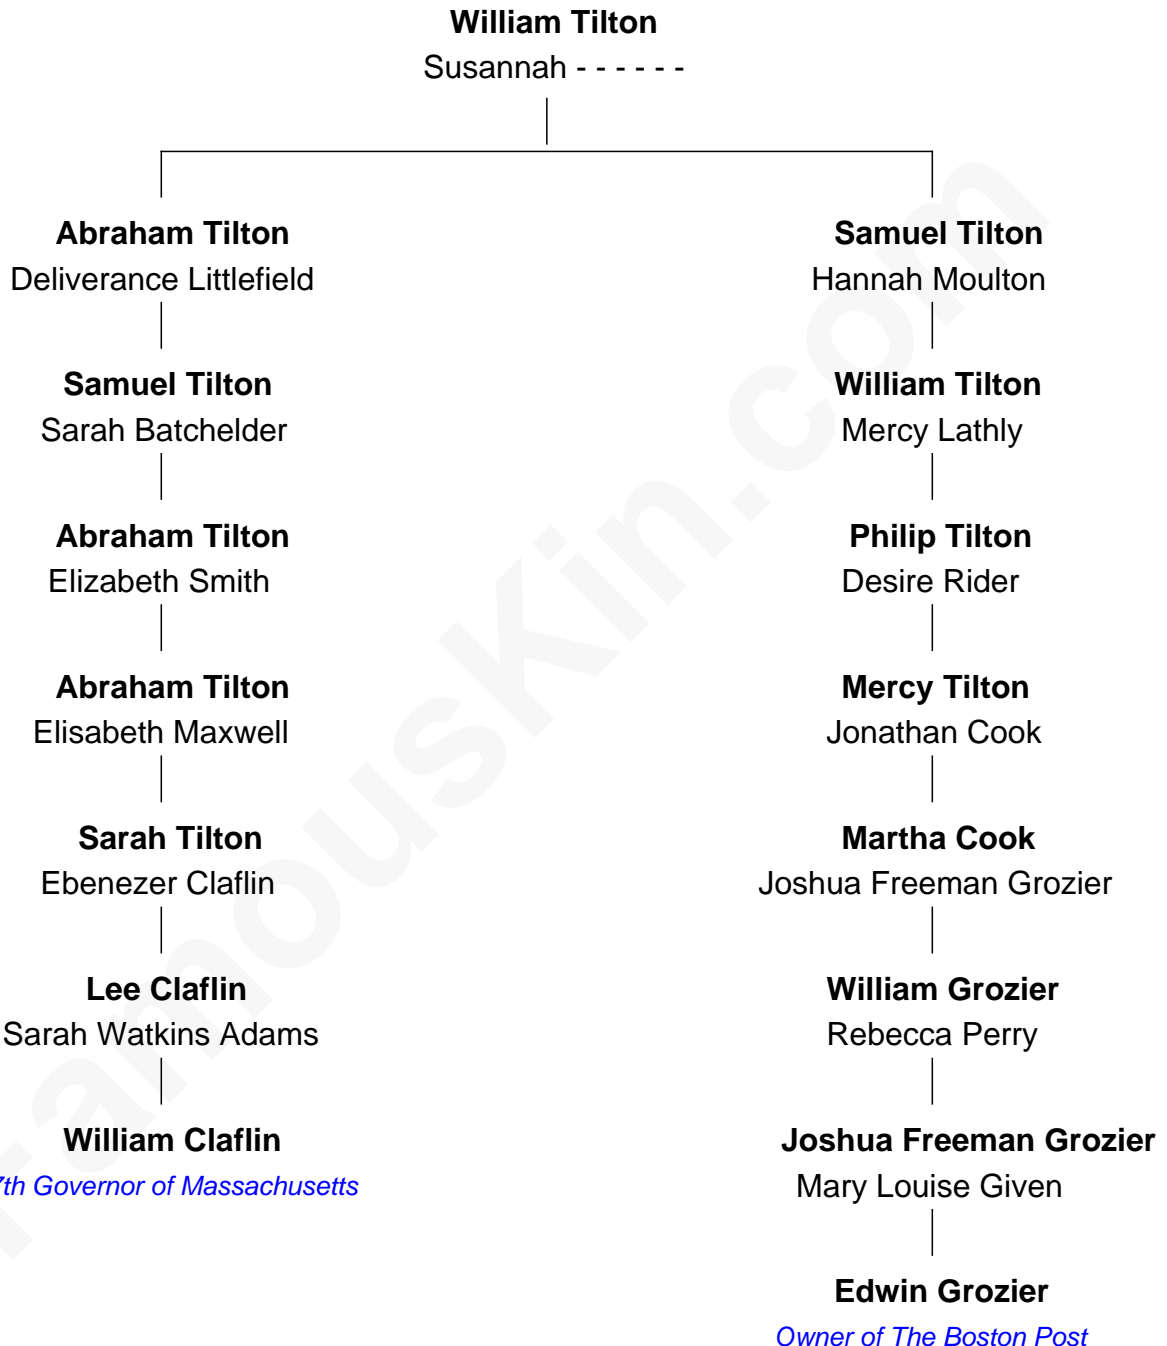 William Tilton
Susannah - - - - - -
Abraham Tilton
Deliverance Littlefield
Samuel Tilton
Hannah Moulton
Samuel Tilton
Sarah Batchelder
William Tilton
Mercy Lathly
Abraham Tilton
Elizabeth Smith
Philip Tilton
Desire Rider
Abraham Tilton
Elisabeth Maxwell
Mercy Tilton
Jonathan Cook
Sarah Tilton
Ebenezer Claflin
Martha Cook
Joshua Freeman Grozier
Lee Claflin
Sarah Watkins Adams
William Grozier
Rebecca Perry
William Claflin
7th Governor of Massachusetts
Joshua Freeman Grozier
Mary Louise Given
Edwin Grozier
Owner of The Boston Post
FamousKin.com